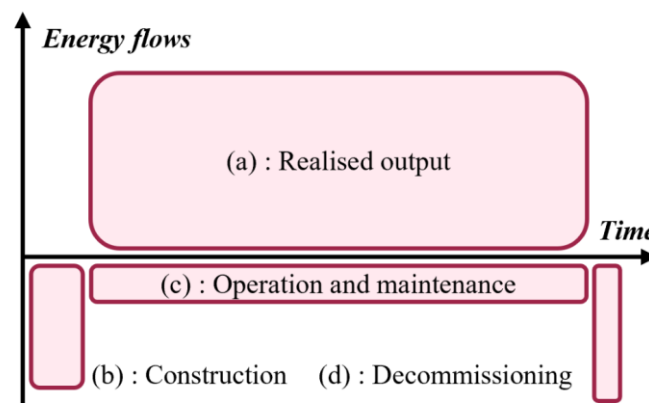 Energy flows
(a) : Realised output
Time
(c) : Operation and maintenance
(b) : Construction
(d) : Decommissioning